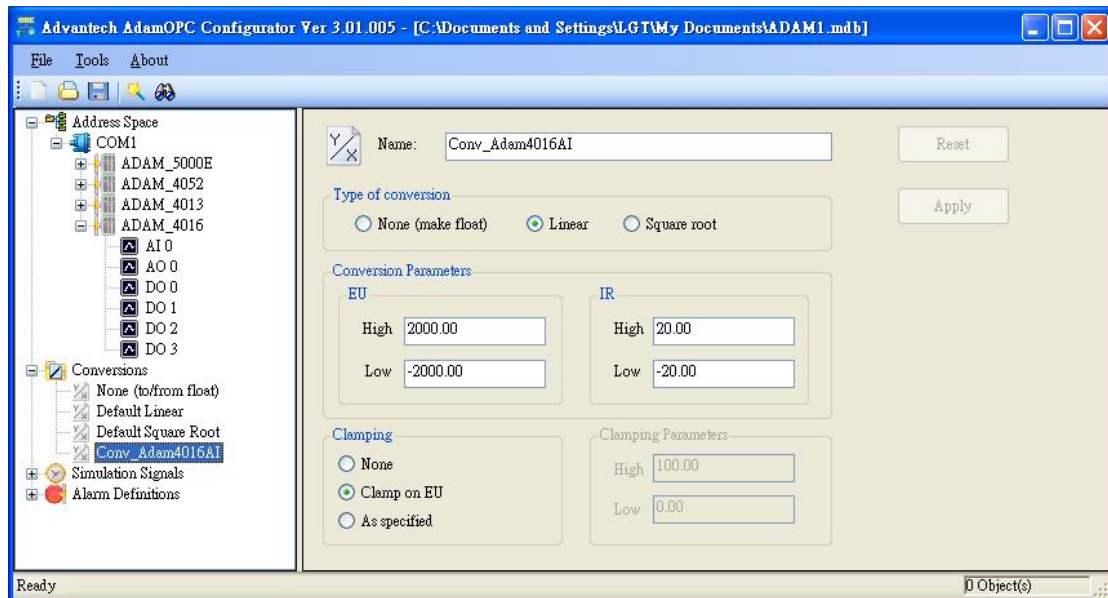 Advantech AdamOPC Configurator Ver 3.01.005 - [C:\Documents and Settings\LGT\My Documents\ADAM1.mdb]
File Tools About
Address Space
COM1
ADAM_5000E
ADAM_4052
ADAM_4013
ADAM_4016
AI 0
AO 0
DO 0
DO 1
DO 2
DO 3
Conversions
None (to/from float)
Default Linear
Default Square Root
Conv_Adam4016AI
Simulation Signals
Alarm Definitions
Y/X Name: Conv_Adam4016AI
Reset
Apply
Type of conversion
None (make float) Linear Square root
Conversion Parameters
EU
High 2000.00
Low -2000.00
IR
High 20.00
Low -20.00
Clamping
None
Clamp on EU
As specified
Clamping Parameters
High 100.00
Low 0.00
Ready 0 Object(s)